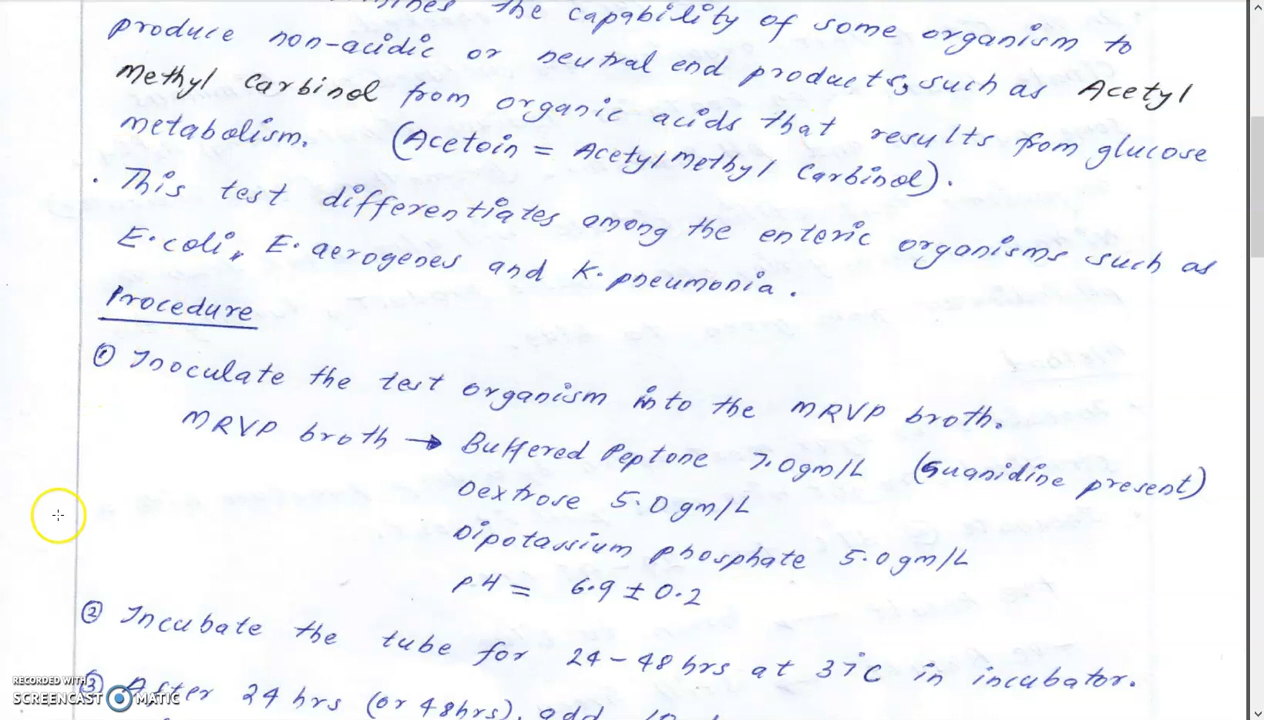 the capability of some organism to
produce non-acidic or neutral end products, such as Acetyl
Methyl Carbinol from organic acids that results from glucose
metabolism. (Acetoin = Acetyl Methyl Carbinol).
. This test differentiates among the enteric organisms such as
E. coli, E. aerogenes and K. pneumonia.
Procedure
① Inoculate the test organism into the MRVP broth.
MRVP broth → Buffered Peptone 7.0gm/L (Guanidine present)
Dextrose 5.0gm/L
Dipotassium phosphate 5.0gm/L
pH = 6.9 ± 0.2
② Incubate the tube for 24-48hrs at 37°C in incubator.
③ After 24 hrs (or 48hrs), add
RECORDED WITH
SCREENCAST MATIC